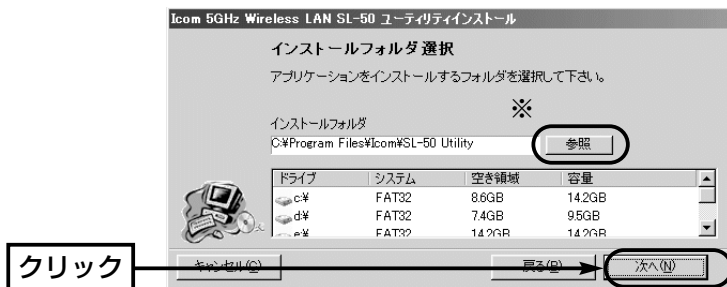 Icom 5GHz Wireless LAN SL-50 ユーティリティインストール
インストールフォルダ選択
アプリケーションをインストールするフォルダを選択して下さい。
※
インストールフォルダ
C:¥Program Files¥Icom¥SL-50 Utility
参照
ドライブ システム 空き領域 容量
c:¥ FAT32 8.6GB 14.2GB
d:¥ FAT32 7.4GB 9.5GB
e:¥ FAT32 14.2GB 14.2GB
クリック
キャンセル(C) 戻る(B) 次へ(N)